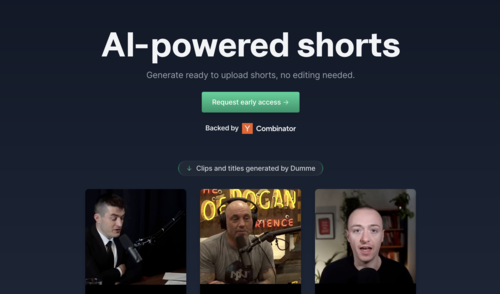 AI-powered shorts
Generate ready to upload shorts, no editing needed.
Request early access →
Backed by Y Combinator
↓ Clips and titles generated by Dumme
OGAN
RIENCE